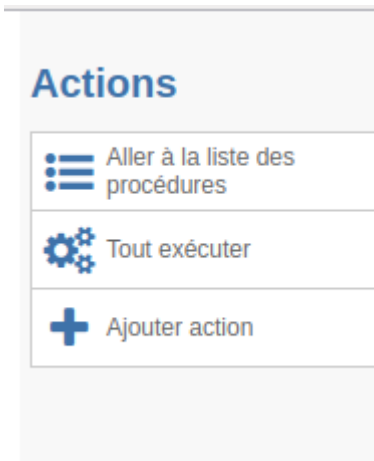 Actions
Aller à la liste des
procédures
Tout exécuter
Ajouter action